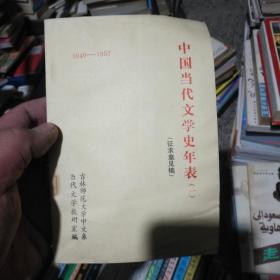 1949—1957
中国当代文学史年表(一)
(征求意见稿)
吉林师范大学中文系
当代文学教研室编